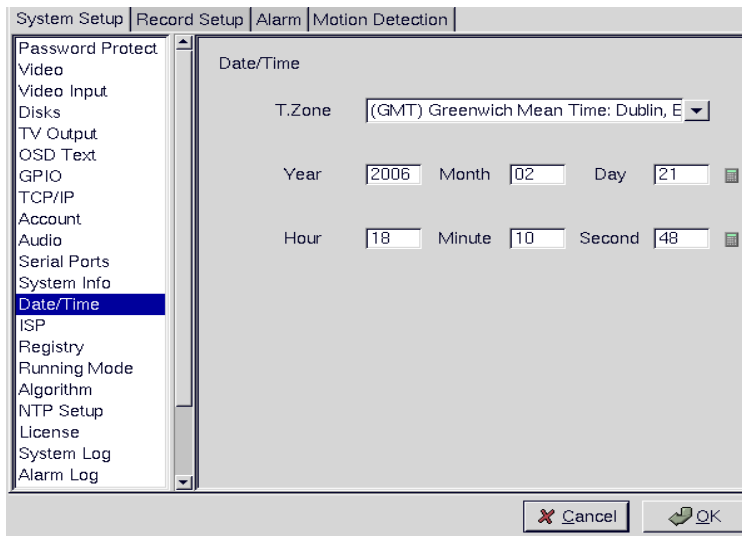 System Setup Record Setup Alarm Motion Detection
Password Protect
Video
Video Input
Disks
TV Output
OSD Text
GPIO
TCP/IP
Account
Audio
Serial Ports
System Info
Date/Time
ISP
Registry
Running Mode
Algorithm
NTP Setup
License
System Log
Alarm Log
Date/Time
T.Zone (GMT) Greenwich Mean Time: Dublin, E
Year 2006 Month 02 Day 21
Hour 18 Minute 10 Second 48
Cancel OK